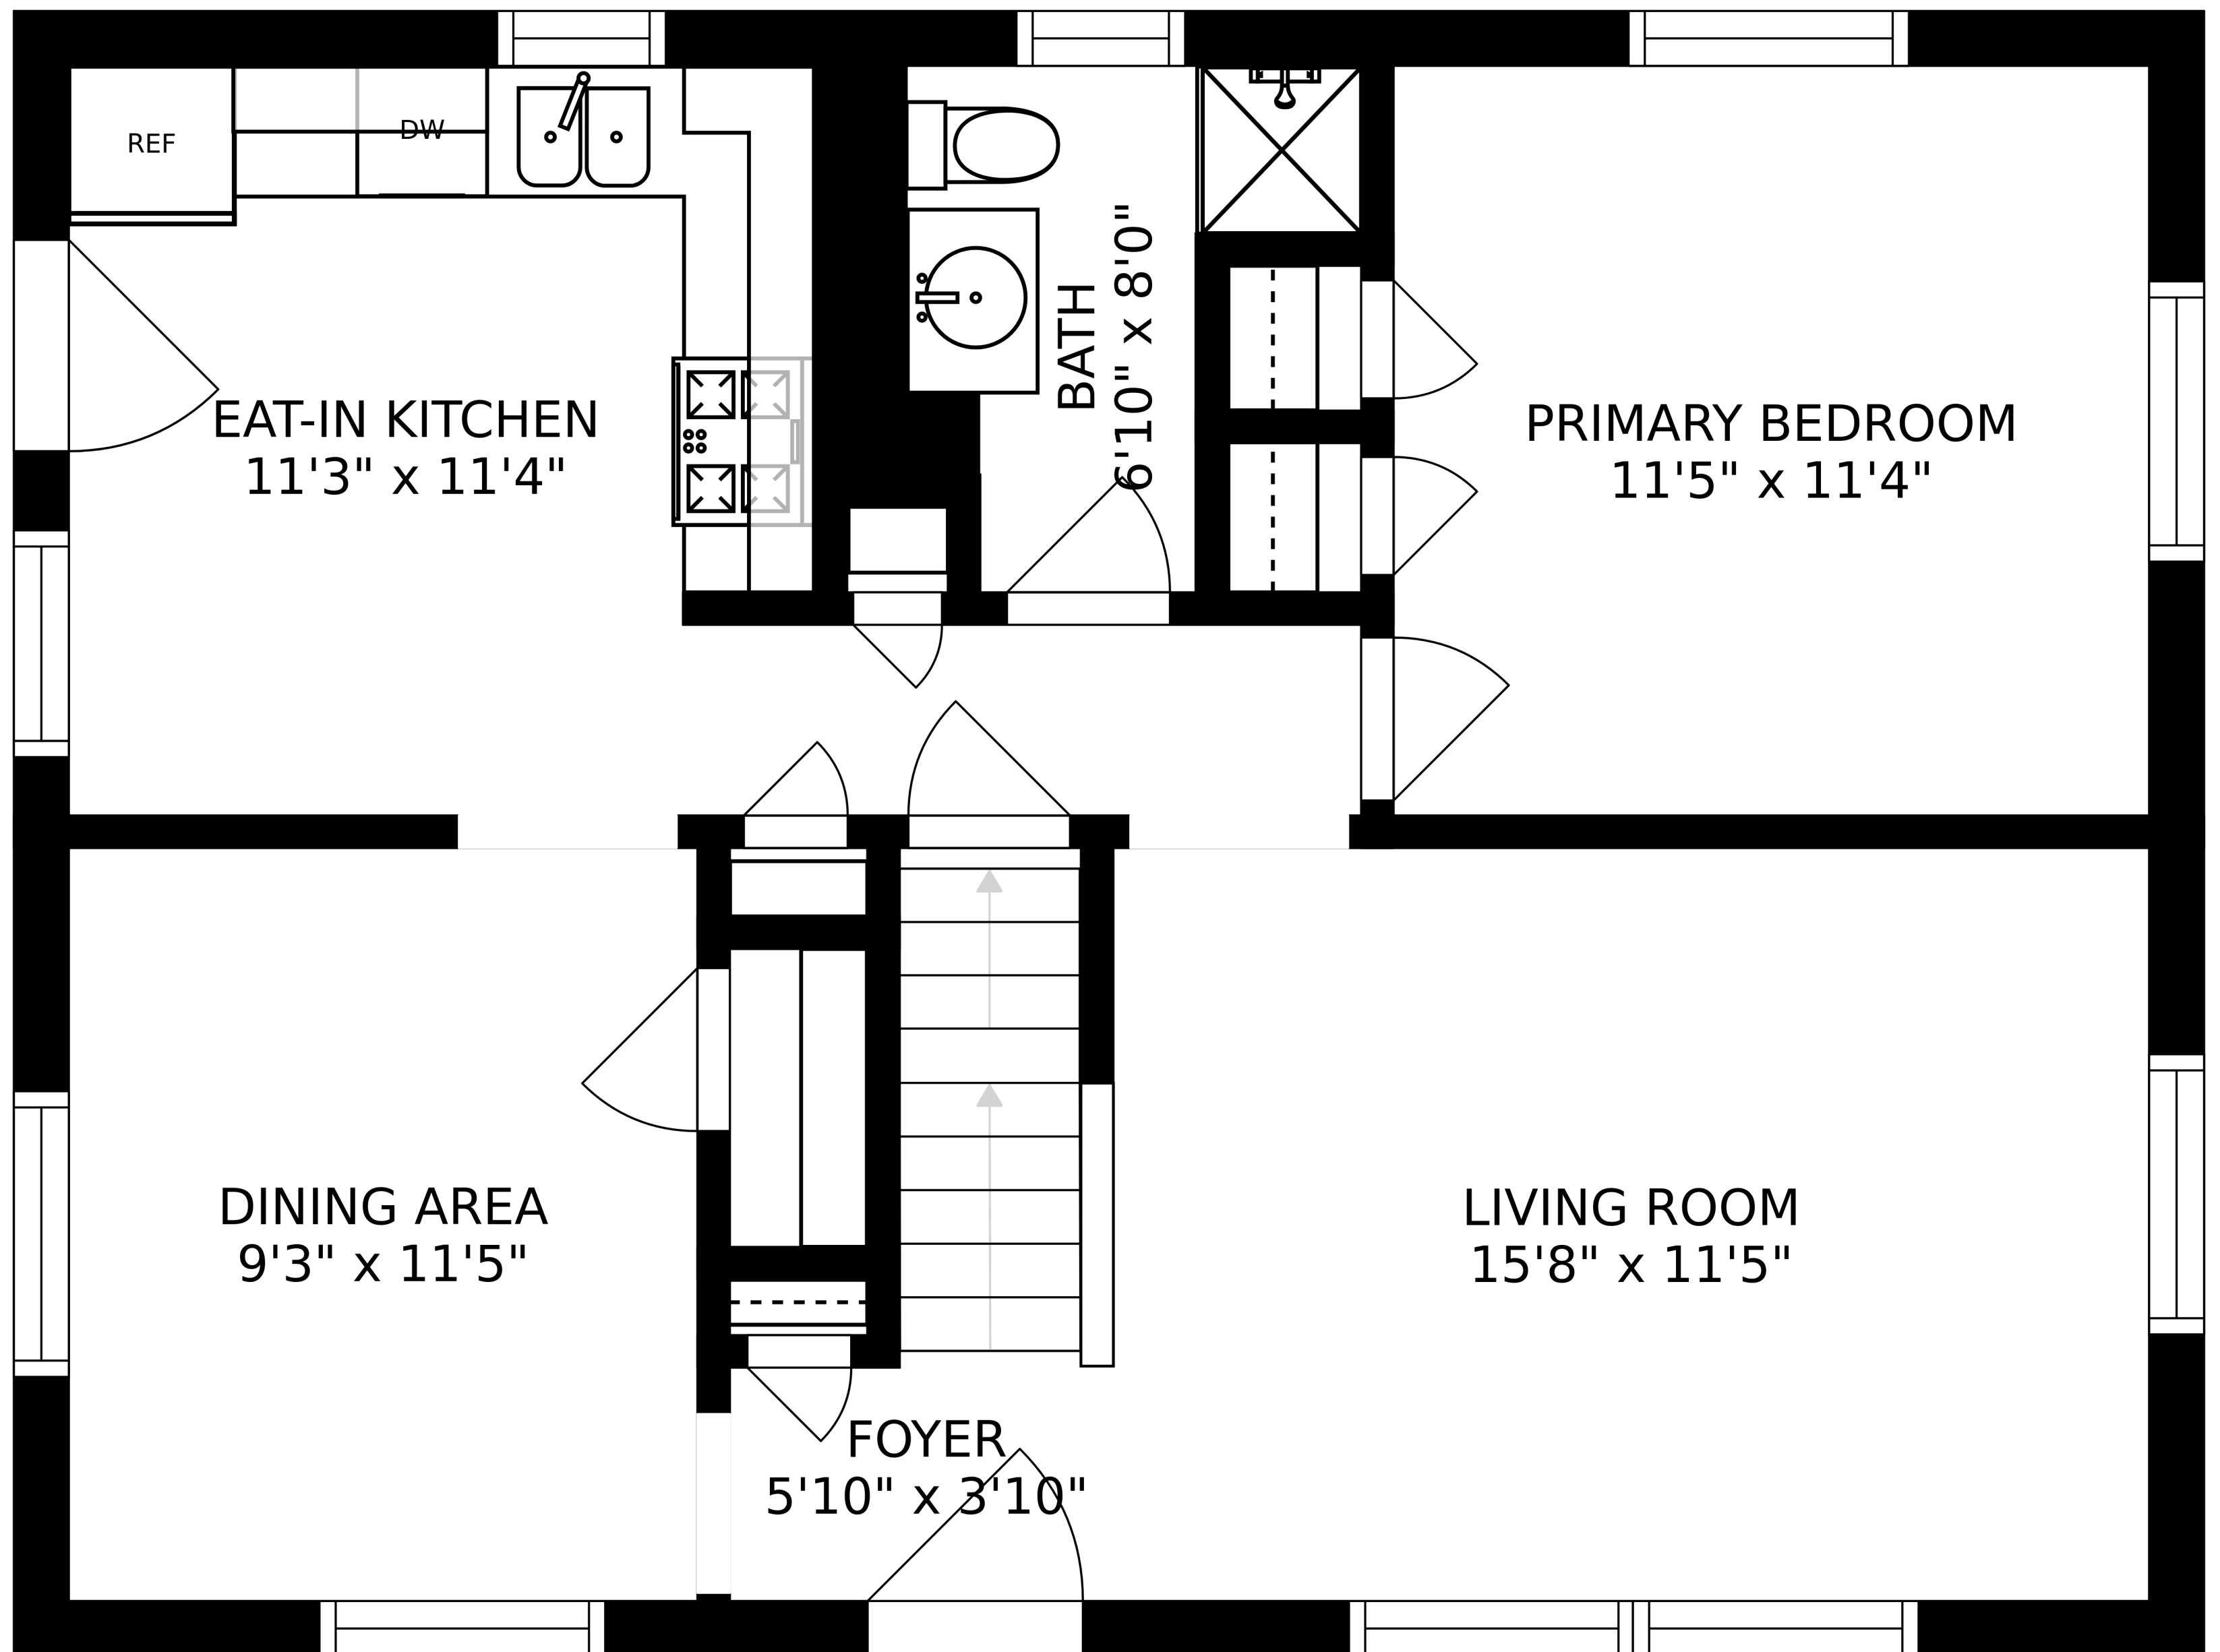 REF
DW
BATH
6'10" x 8'0"
EAT-IN KITCHEN
11'3" x 11'4"
PRIMARY BEDROOM
11'5" x 11'4"
DINING AREA
9'3" x 11'5"
LIVING ROOM
15'8" x 11'5"
FOYER
5'10" x 3'10"